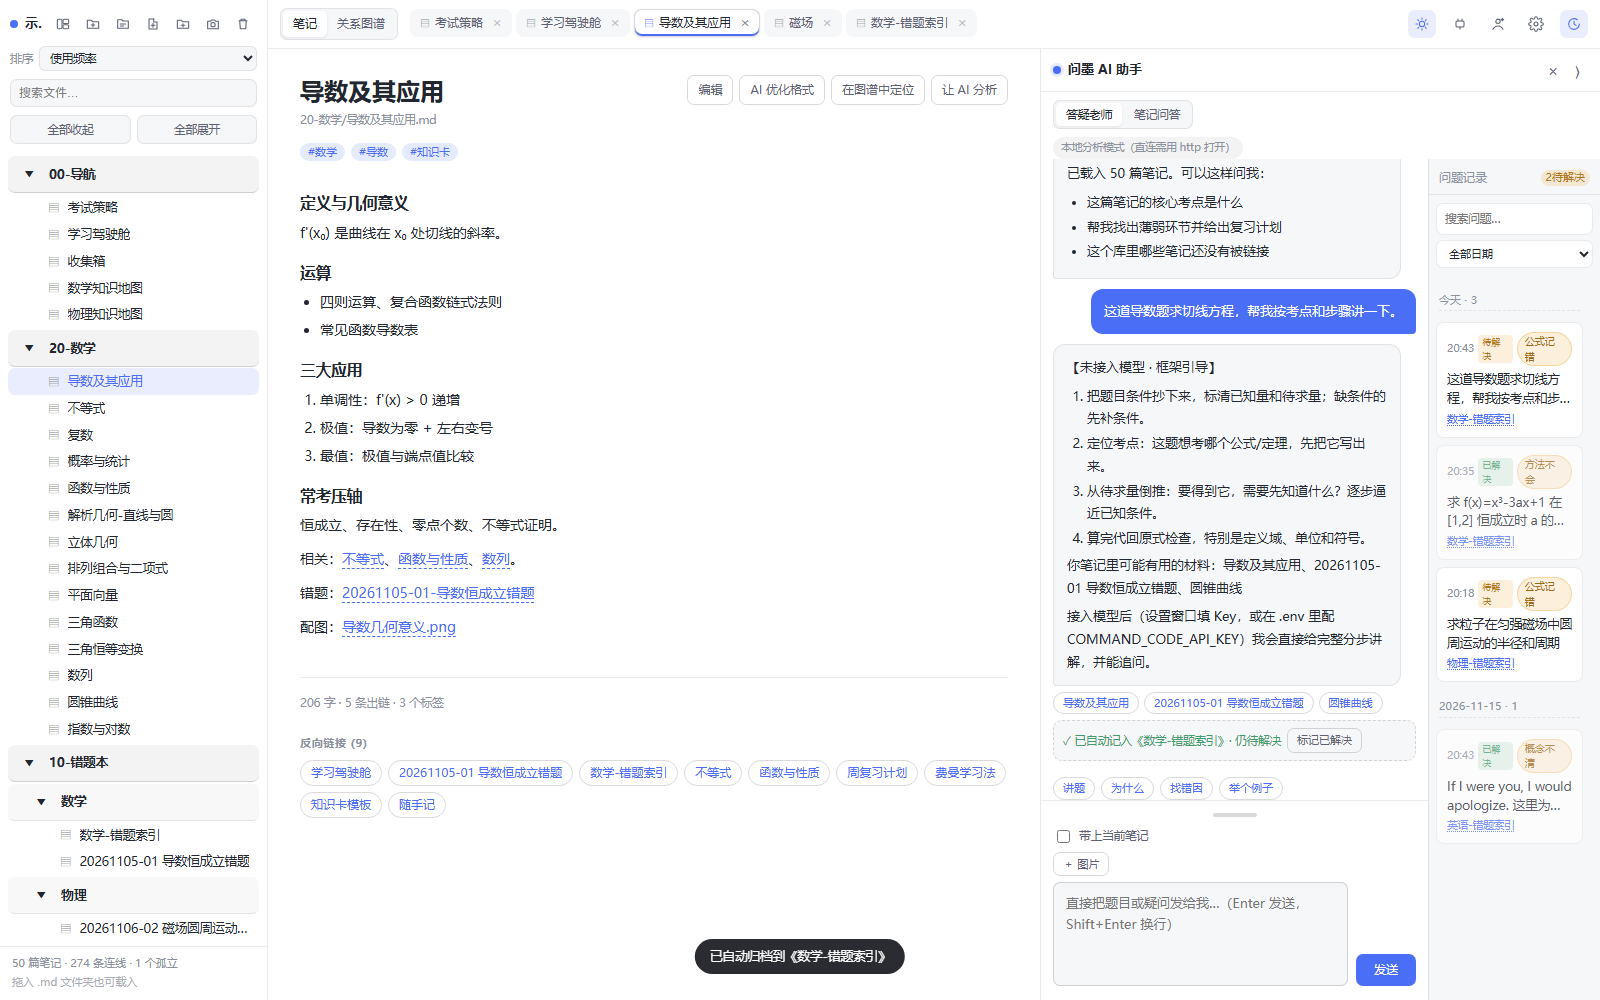 示.
排序
使用频率
搜索文件...
全部收起
全部展开
00-导航
考试策略
学习驾驶舱
收集箱
数学知识地图
物理知识地图
20-数学
导数及其应用
不等式
复数
概率与统计
函数与性质
解析几何-直线与圆
立体几何
排列组合与二项式
平面向量
三角函数
三角恒等变换
数列
圆锥曲线
指数与对数
10-错题本
数学
数学-错题索引
20261105-01 导数恒成立错题
物理
20261106-02 磁场圆周运动...
50 篇笔记 · 274 条连线 · 1 个孤立
拖入 .md 文件夹也可载入
笔记
关系图谱
考试策略 ×
学习驾驶舱 ×
导数及其应用 ×
磁场 ×
数学-错题索引 ×
导数及其应用
编辑
AI 优化格式
在图谱中定位
让 AI 分析
20-数学/导数及其应用.md
#数学
#导数
#知识卡
定义与几何意义
f'(x₀) 是曲线在 x₀ 处切线的斜率。
运算
• 四则运算、复合函数链式法则
• 常见函数导数表
三大应用
1. 单调性：f'(x) > 0 递增
2. 极值：导数为零 + 左右变号
3. 最值：极值与端点值比较
常考压轴
恒成立、存在性、零点个数、不等式证明。
相关：不等式、函数与性质、数列。
错题：20261105-01-导数恒成立错题
配图：导数几何意义.png
206 字 · 5 条出链 · 3 个标签
反向链接 (9)
学习驾驶舱
20261105-01 导数恒成立错题
数学-错题索引
不等式
函数与性质
周复习计划
费曼学习法
知识卡模板
随手记
已自动归档到《数学-错题索引》
问墨 AI 助手
答疑老师
笔记问答
本地分析模式（直连需用 http 打开）
已载入 50 篇笔记。可以这样问我：
• 这篇笔记的核心考点是什么
• 帮我找出薄弱环节并给出复习计划
• 这个库里哪些笔记还没有被链接
这道导数题求切线方程，帮我按考点和步骤讲一下。
【未接入模型 · 框架引导】
1. 把题目条件抄下来，标清已知量和待求量；缺条件的
先补条件。
2. 定位考点：这题想考哪个公式/定理，先把它写出
来。
3. 从待求量倒推：要得到它，需要先知道什么？逐步逼
近已知条件。
4. 算完代回原式检查，特别是定义域、单位和符号。
你笔记里可能有用的材料：导数及其应用、20261105-
01 导数恒成立错题、圆锥曲线
接入模型后（设置窗口填 Key，或在 .env 里配
COMMAND_CODE_API_KEY）我会直接给完整分步讲
解，并能追问。
导数及其应用
20261105-01 导数恒成立错题
圆锥曲线
✓ 已自动记入《数学-错题索引》· 仍待解决
标记已解决
讲题
为什么
找错因
举个例子
带上当前笔记
+ 图片
直接把题目或疑问发给我...（Enter 发送，
Shift+Enter 换行）
发送
问题记录
2待解决
搜索问题...
全部日期
今天 · 3
20:43
待解
决
公式记
错
这道导数题求切线方
程，帮我按考点和步...
数学-错题索引
20:35
已解
决
方法不
会
求 f(x)=x³-3ax+1 在
[1,2] 恒成立时 a 的...
数学-错题索引
20:18
待解
决
公式记
错
求粒子在匀强磁场中圆
周运动的半径和周期
物理-错题索引
2026-11-15 · 1
20:43
已解
决
概念不
清
If I were you, I would
apologize. 这里为...
英语-错题索引